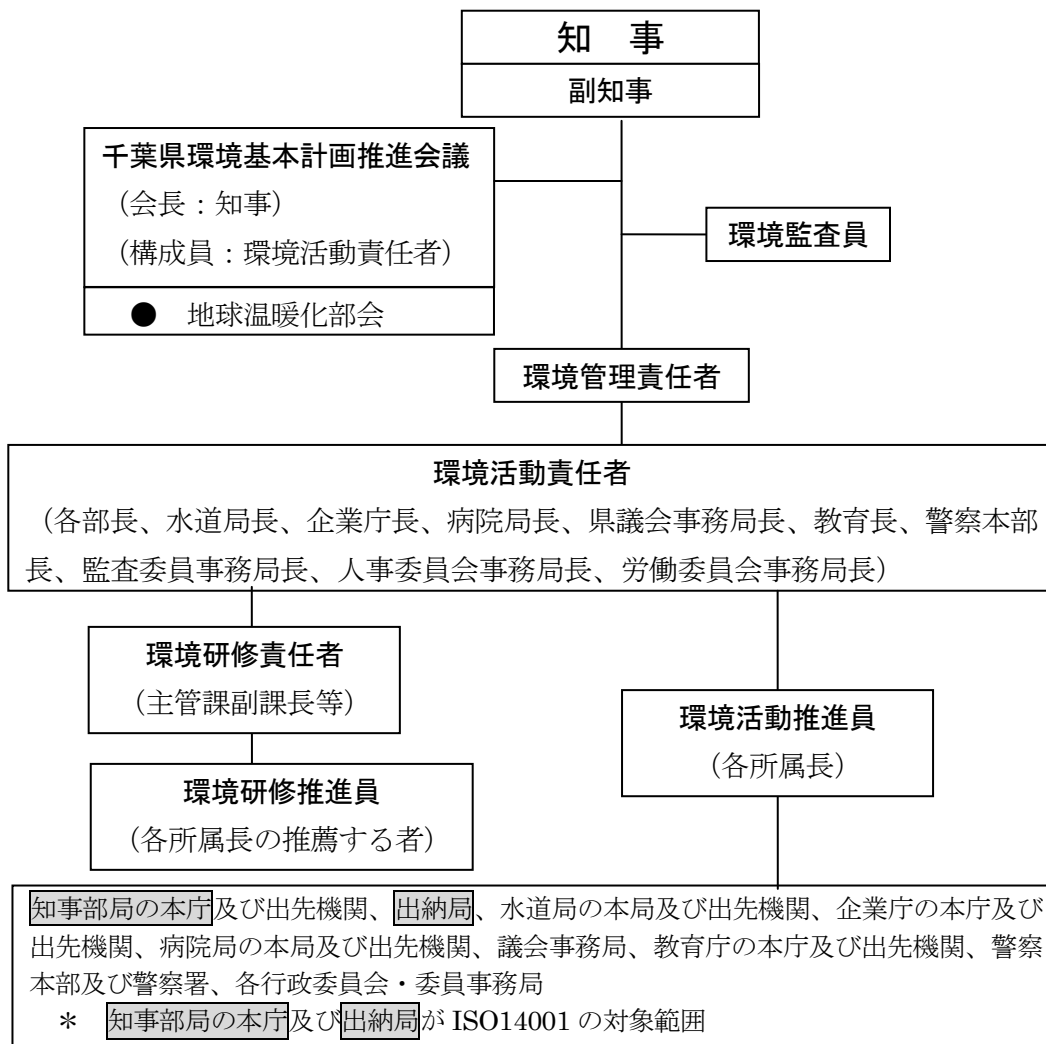 知　事
副知事
千葉県環境基本計画推進会議
（会長：知事）
（構成員：環境活動責任者）
●　地球温暖化部会
環境監査員
環境管理責任者
環境活動責任者
（各部長、水道局長、企業庁長、病院局長、県議会事務局長、教育長、警察本部
長、監査委員事務局長、人事委員会事務局長、労働委員会事務局長）
環境研修責任者
（主管課副課長等）
環境活動推進員
（各所属長）
環境研修推進員
（各所属長の推薦する者）
知事部局の本庁及び出先機関、出納局、水道局の本局及び出先機関、企業庁の本庁及び
出先機関、病院局の本局及び出先機関、議会事務局、教育庁の本庁及び出先機関、警察
本部及び警察署、各行政委員会・委員事務局
＊　知事部局の本庁及び出納局が ISO14001 の対象範囲